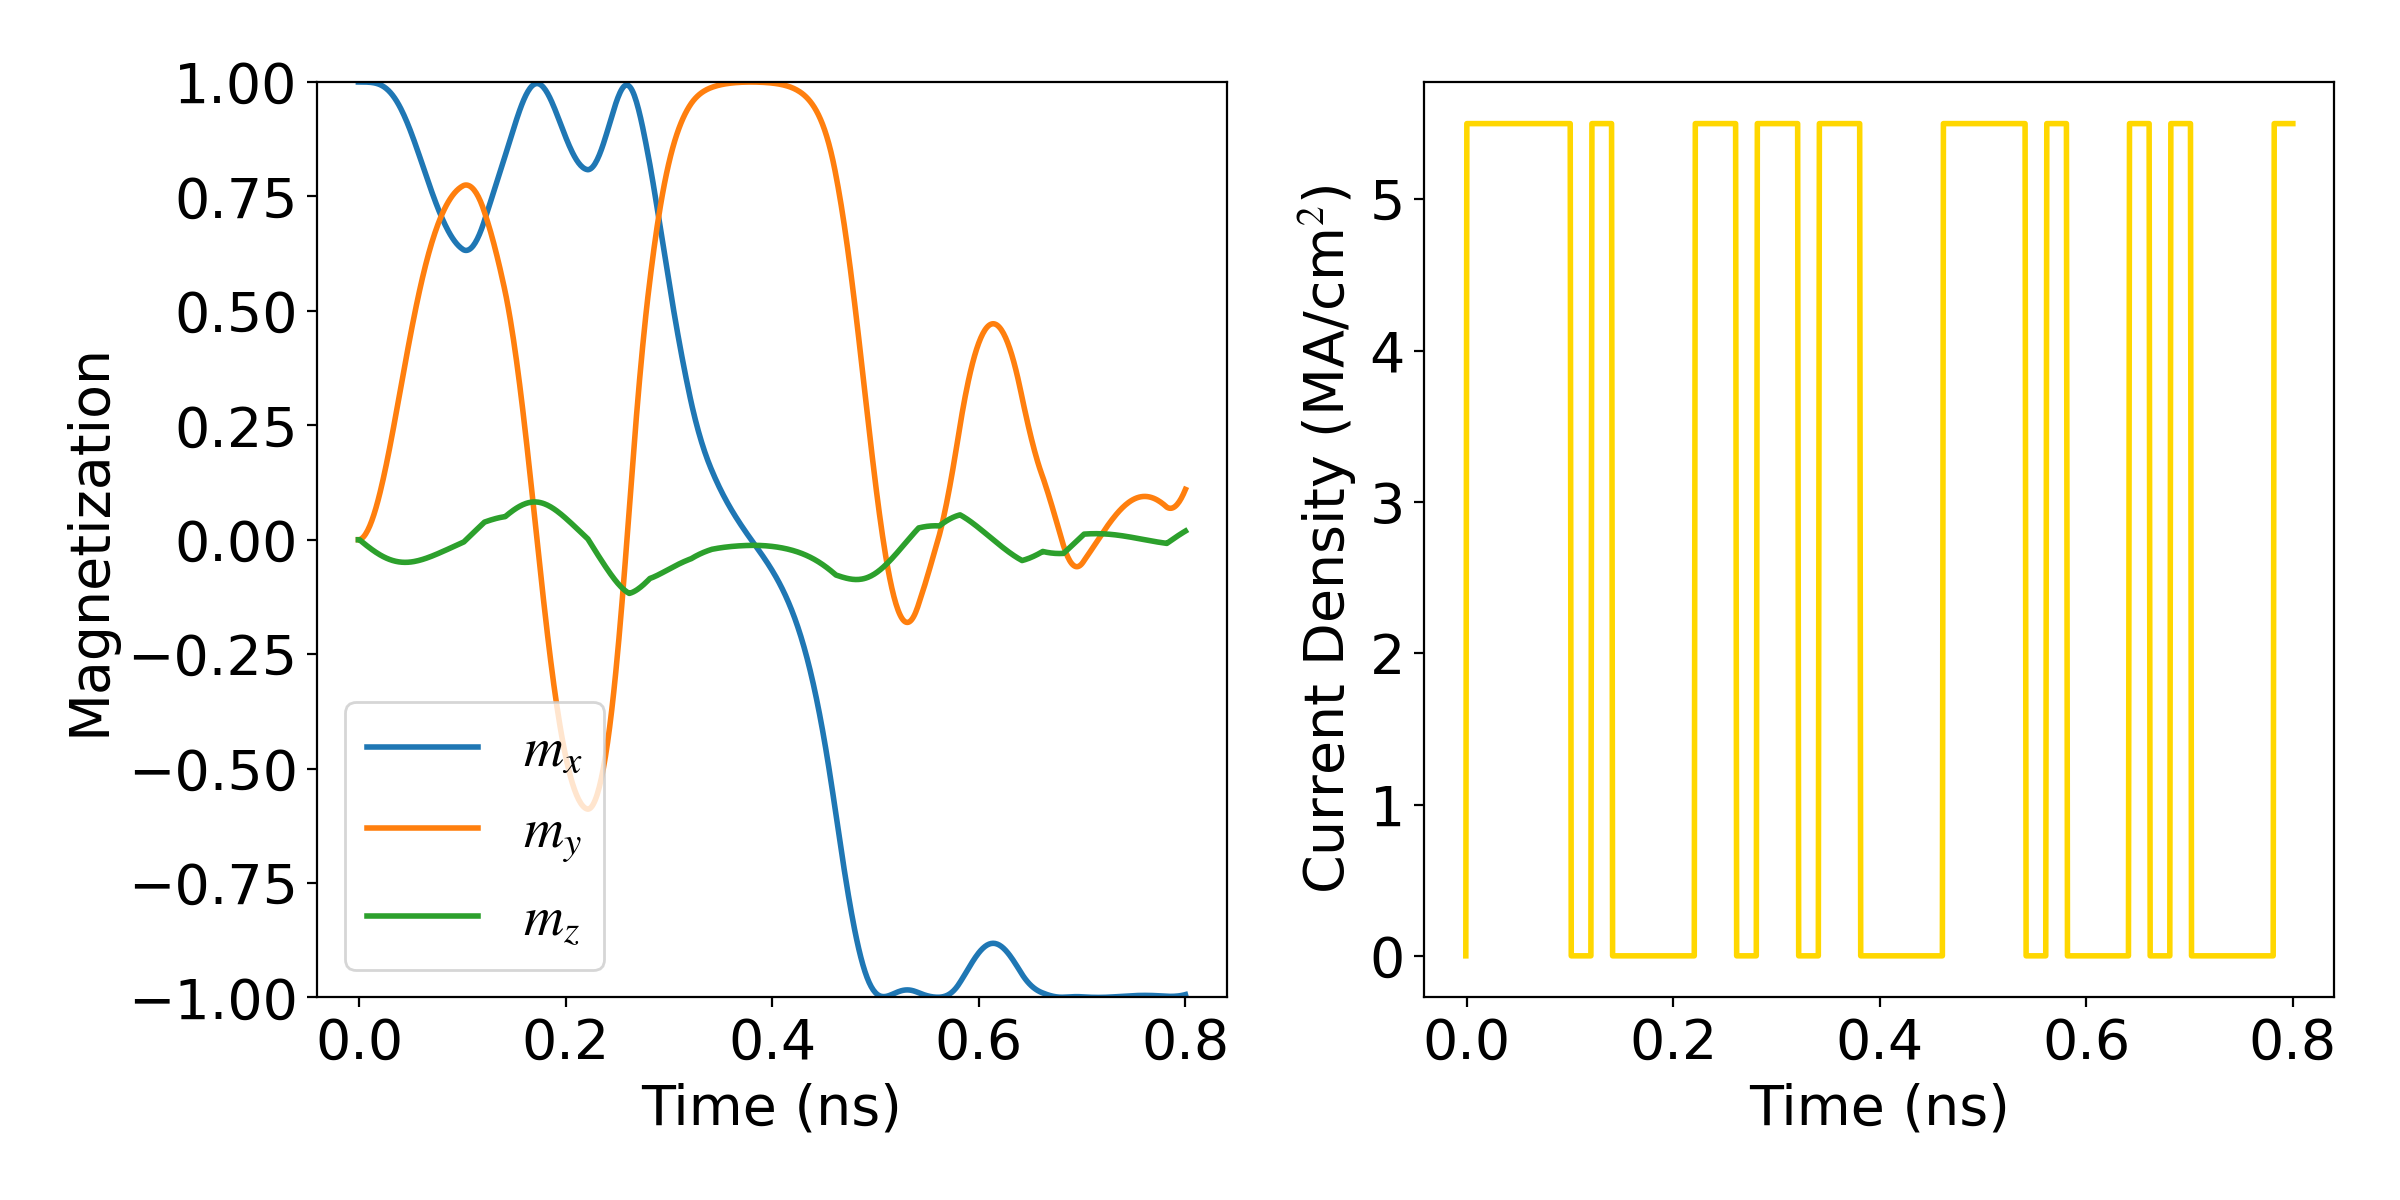 1.00
0.75
0.50
0.25
0.00
−0.25
−0.50
−0.75
−1.00
Magnetization
m_x
m_y
m_z
0.0 0.2 0.4 0.6 0.8
Time (ns)
5
4
3
2
1
0
Current Density (MA/cm²)
0.0 0.2 0.4 0.6 0.8
Time (ns)